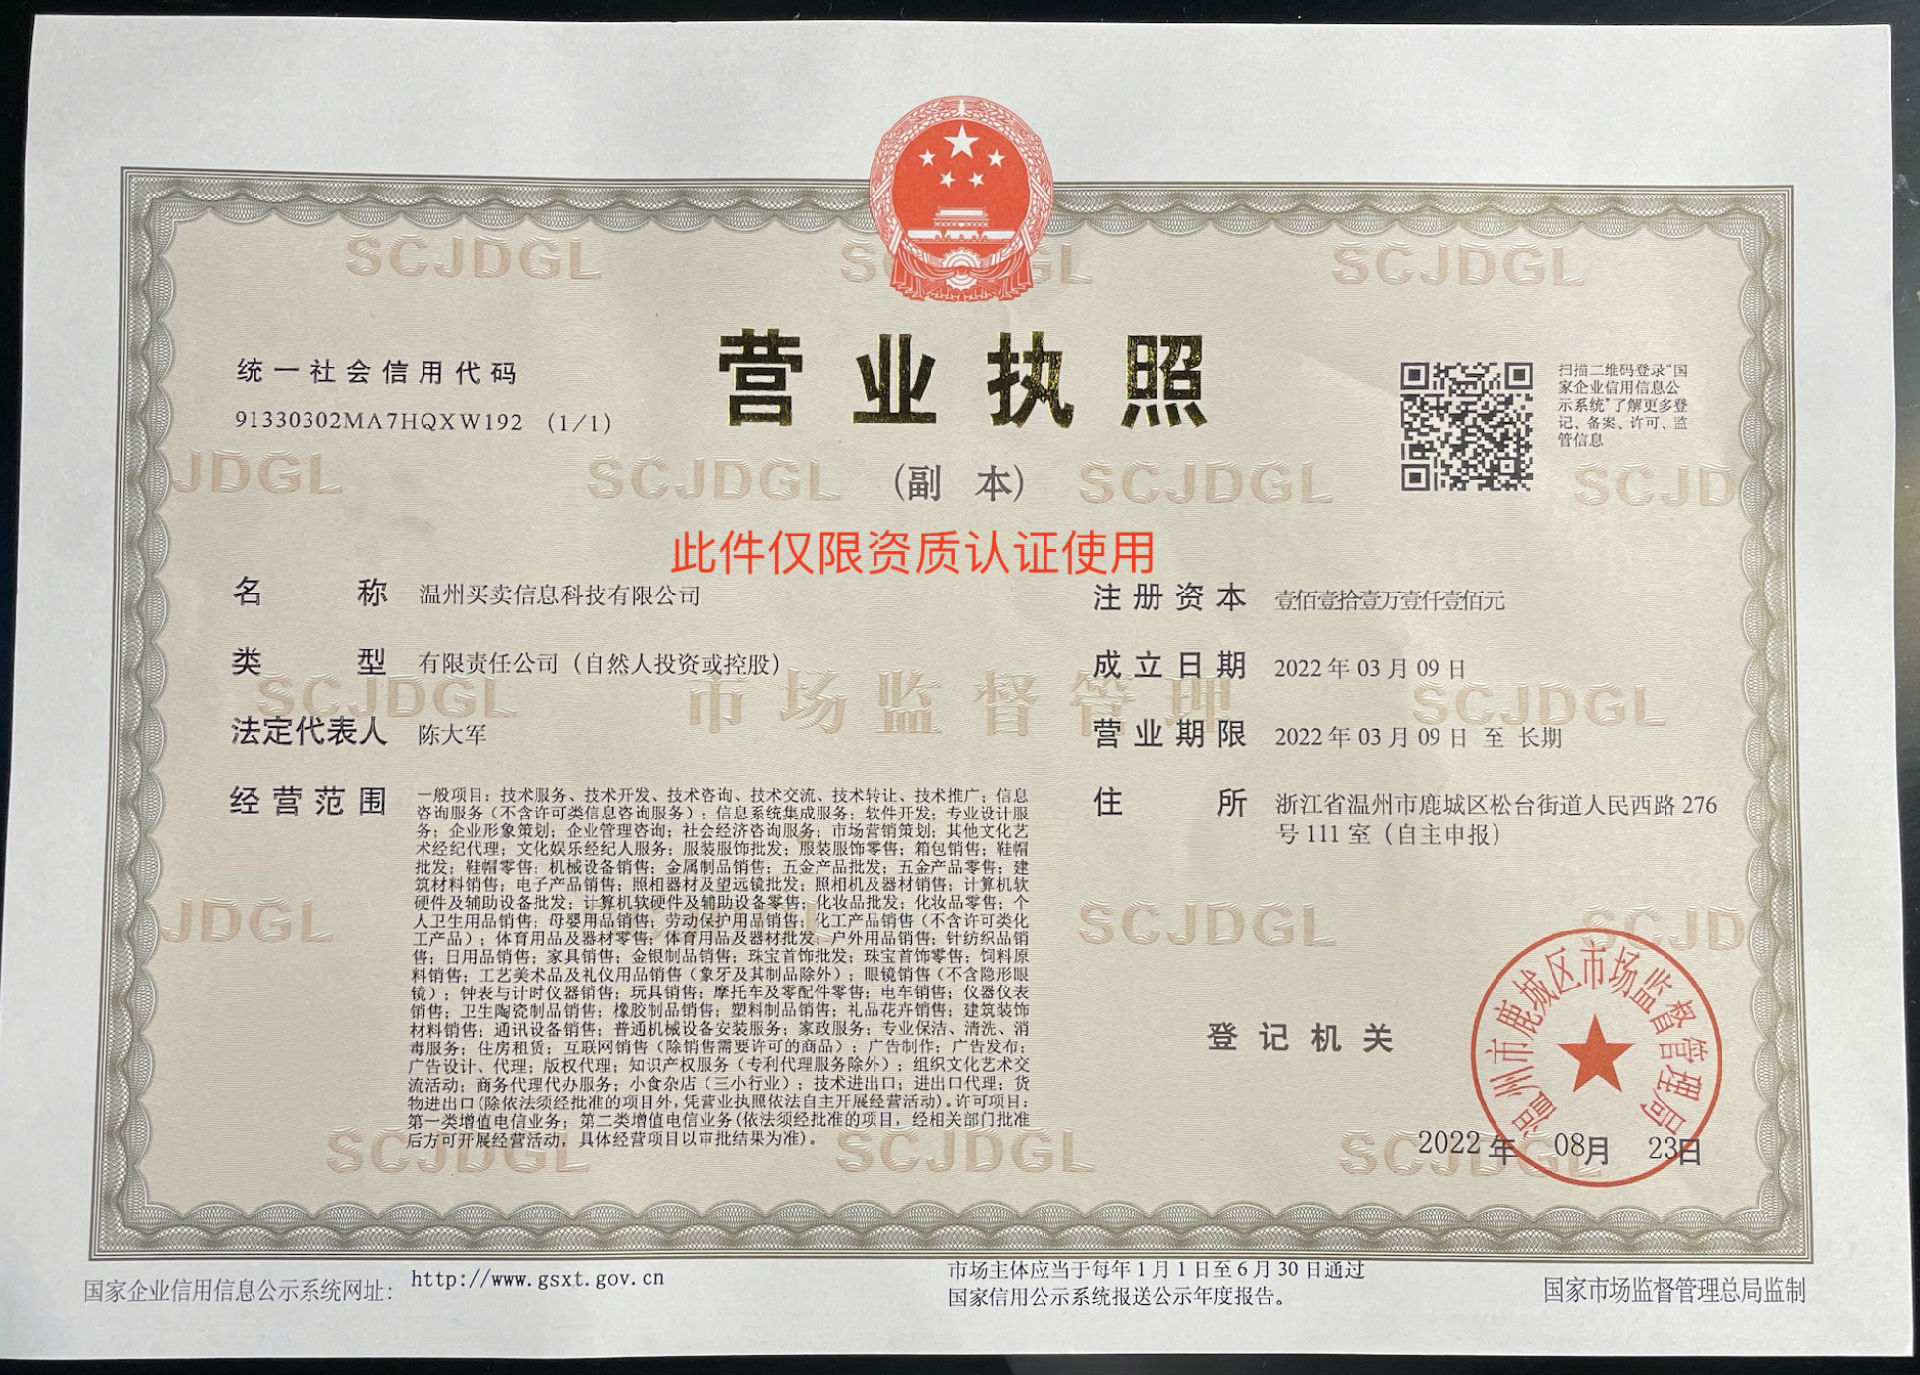 营业执照
(副 本)
统一社会信用代码
91330302MA7HQXW192 (1/1)
扫描二维码登录“国
家企业信用信息公
示系统”了解更多登
记、备案、许可、监
管信息
此件仅限资质认证使用
名 称 温州买卖信息科技有限公司
类 型 有限责任公司（自然人投资或控股）
法定代表人 陈大军
经营范围 一般项目：技术服务、技术开发、技术咨询、技术交流、技术转让、技术推广；信息
咨询服务（不含许可类信息咨询服务）；信息系统集成服务；软件开发；专业设计服
务；企业形象策划；企业管理咨询；社会经济咨询服务；市场营销策划；其他文化艺
术经纪代理；文化娱乐经纪人服务；服装服饰批发；服装服饰零售；箱包销售；鞋帽
批发；鞋帽零售；机械设备销售；金属制品销售；五金产品批发；五金产品零售；建
筑材料销售；电子产品销售；照相器材及望远镜批发；照相机及器材销售；计算机软
硬件及辅助设备批发；计算机软硬件及辅助设备零售；化妆品批发；化妆品零售；个
人卫生用品销售；母婴用品销售；劳动保护用品销售；化工产品销售（不含许可类化
工产品）；体育用品及器材零售；体育用品及器材批发；户外用品销售；针纺织品销
售；日用品销售；家具销售；金银制品销售；珠宝首饰批发；珠宝首饰零售；饲料原
料销售；工艺美术品及礼仪用品销售（象牙及其制品除外）；眼镜销售（不含隐形眼
镜）；钟表与计时仪器销售；玩具销售；摩托车及零配件零售；电车销售；仪器仪表
销售；卫生陶瓷制品销售；橡胶制品销售；塑料制品销售；礼品花卉销售；建筑装饰
材料销售；通讯设备销售；普通机械设备安装服务；家政服务；专业保洁、清洗、消
毒服务；住房租赁；互联网销售（除销售需要许可的商品）；广告制作；广告发布；
广告设计、代理；版权代理；知识产权服务（专利代理服务除外）；组织文化艺术交
流活动；商务代理代办服务；小食杂店（三小行业）；技术进出口；进出口代理；货
物进出口(除依法须经批准的项目外，凭营业执照依法自主开展经营活动)。许可项目：
第一类增值电信业务；第二类增值电信业务(依法须经批准的项目，经相关部门批准
后方可开展经营活动，具体经营项目以审批结果为准)。
注册资本 壹佰壹拾壹万壹仟壹佰元
成立日期 2022 年 03 月 09 日
营业期限 2022 年 03 月 09 日 至 长期
住 所 浙江省温州市鹿城区松台街道人民西路 276
号 111 室（自主申报）
登记机关
温州市鹿城区市场监督管理局
2022 年 08月 23日
国家企业信用信息公示系统网址：http://www.gsxt.gov.cn
市场主体应当于每年 1 月 1 日至 6 月 30 日通过
国家信用公示系统报送公示年度报告。
国家市场监督管理总局监制
SCJDGL SCJDGL SCJDGL
JDGL SCJDGL SCJDGL SCJD
SCJDGL 市场监督管理 SCJDGL
JDGL SCJDGL SCJD
SCJDGL SCJDGL SCJDGL